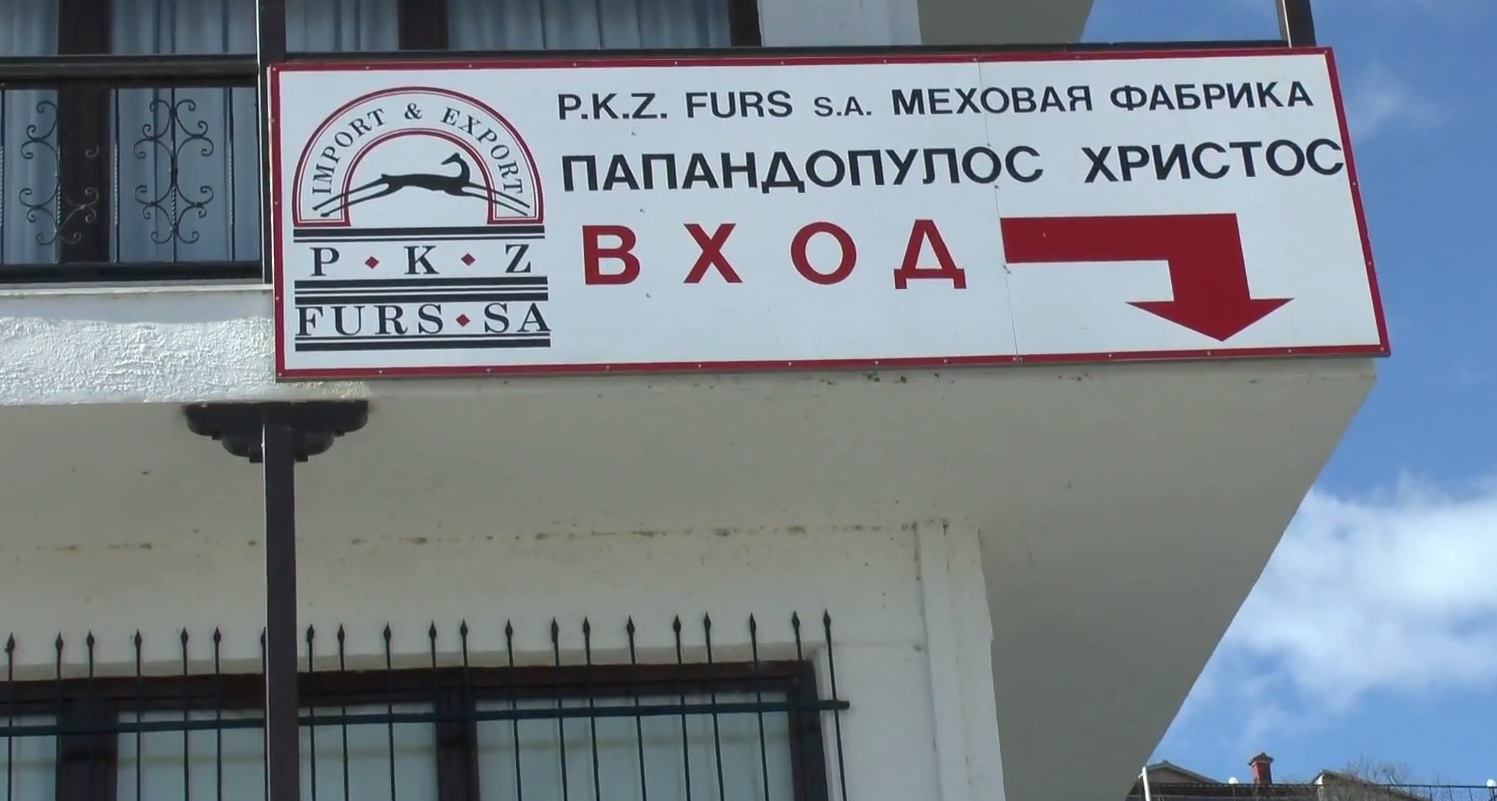 IMPORT & EXPORT
P • K • Z
FURS • SA
P.K.Z. FURS S.A. МЕХОВАЯ ФАБРИКА
ПАПАНДОПУЛОС ХРИСТОС
ВХОД